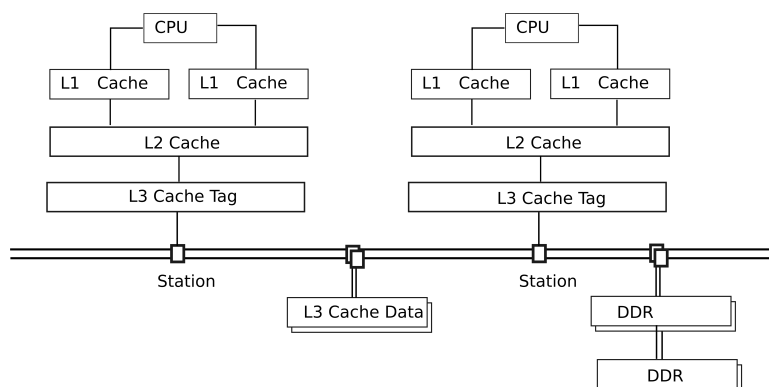 CPU CPU
L1 Cache L1 Cache L1 Cache L1 Cache
L2 Cache L2 Cache
L3 Cache Tag L3 Cache Tag
Station Station
L3 Cache Data DDR
DDR